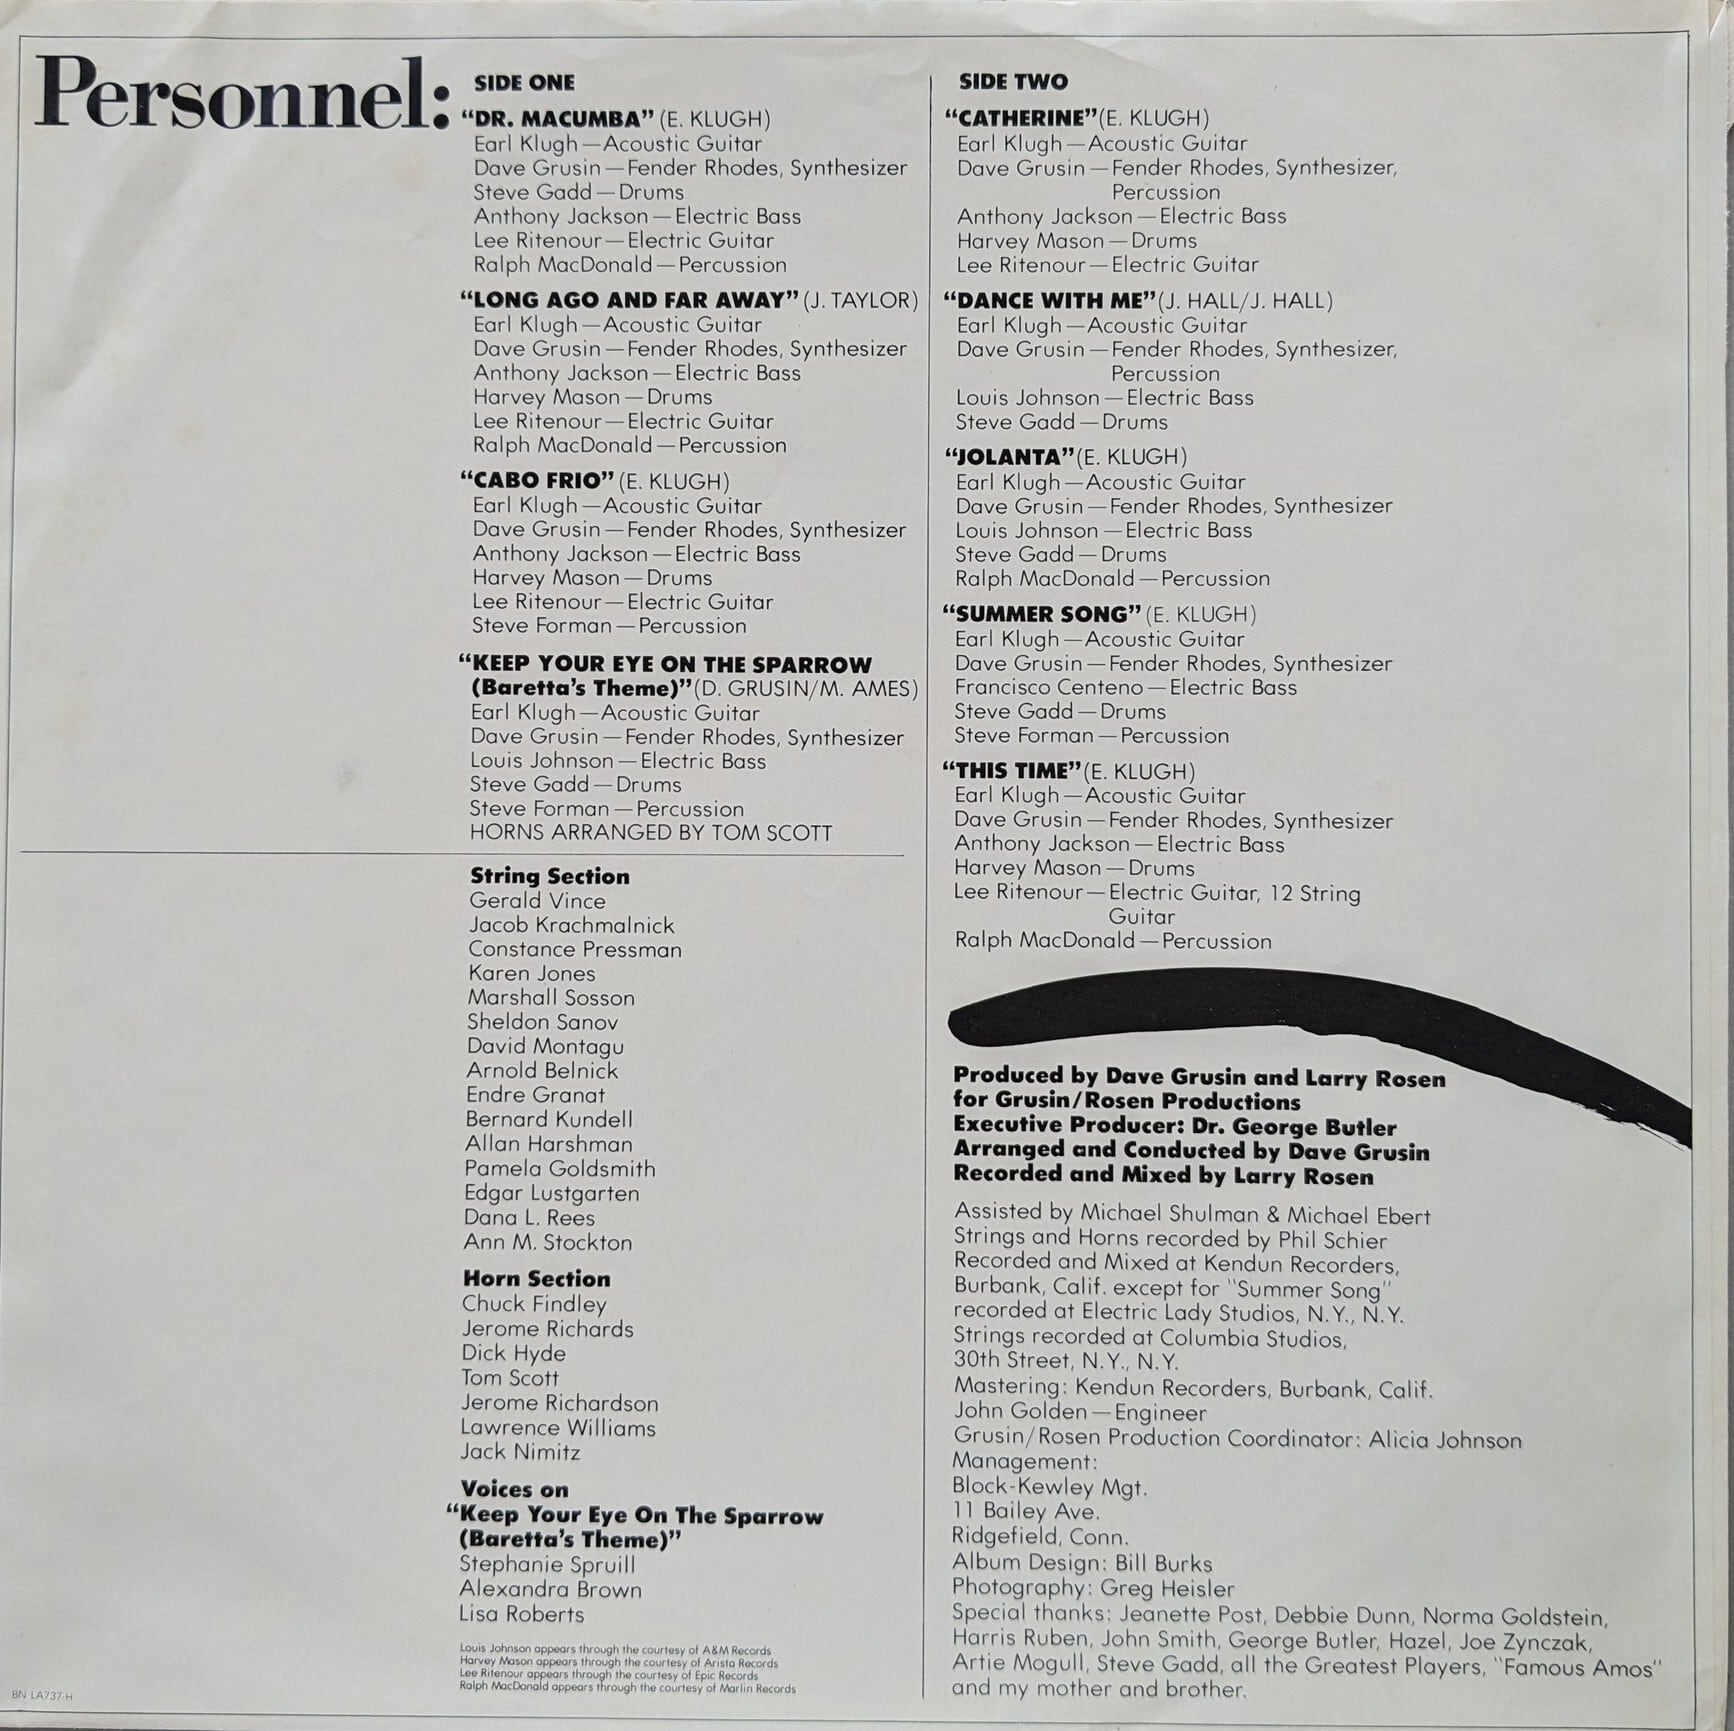 Personnel:
SIDE ONE
“DR. MACUMBA” (E. KLUGH)
Earl Klugh—Acoustic Guitar
Dave Grusin—Fender Rhodes, Synthesizer
Steve Gadd—Drums
Anthony Jackson—Electric Bass
Lee Ritenour—Electric Guitar
Ralph MacDonald—Percussion
“LONG AGO AND FAR AWAY” (J. TAYLOR)
Earl Klugh—Acoustic Guitar
Dave Grusin—Fender Rhodes, Synthesizer
Anthony Jackson—Electric Bass
Harvey Mason—Drums
Lee Ritenour—Electric Guitar
Ralph MacDonald—Percussion
“CABO FRIO” (E. KLUGH)
Earl Klugh—Acoustic Guitar
Dave Grusin—Fender Rhodes, Synthesizer
Anthony Jackson—Electric Bass
Harvey Mason—Drums
Lee Ritenour—Electric Guitar
Steve Forman—Percussion
“KEEP YOUR EYE ON THE SPARROW
(Baretta’s Theme)” (D. GRUSIN/M. AMES)
Earl Klugh—Acoustic Guitar
Dave Grusin—Fender Rhodes, Synthesizer
Louis Johnson—Electric Bass
Steve Gadd—Drums
Steve Forman—Percussion
HORNS ARRANGED BY TOM SCOTT
String Section
Gerald Vince
Jacob Krachmalnick
Constance Pressman
Karen Jones
Marshall Sosson
Sheldon Sanov
David Montagu
Arnold Belnick
Endre Granat
Bernard Kundell
Allan Harshman
Pamela Goldsmith
Edgar Lustgarten
Dana L. Rees
Ann M. Stockton
Horn Section
Chuck Findley
Jerome Richards
Dick Hyde
Tom Scott
Jerome Richardson
Lawrence Williams
Jack Nimitz
Voices on
“Keep Your Eye On The Sparrow
(Baretta’s Theme)”
Stephanie Spruill
Alexandra Brown
Lisa Roberts
Louis Johnson appears through the courtesy of A&M Records
Harvey Mason appears through the courtesy of Arista Records
Lee Ritenour appears through the courtesy of Epic Records
Ralph MacDonald appears through the courtesy of Marlin Records
BN LA737-H
SIDE TWO
“CATHERINE” (E. KLUGH)
Earl Klugh—Acoustic Guitar
Dave Grusin—Fender Rhodes, Synthesizer,
Percussion
Anthony Jackson—Electric Bass
Harvey Mason—Drums
Lee Ritenour—Electric Guitar
“DANCE WITH ME” (J. HALL/J. HALL)
Earl Klugh—Acoustic Guitar
Dave Grusin—Fender Rhodes, Synthesizer,
Percussion
Louis Johnson—Electric Bass
Steve Gadd—Drums
“JOLANTA” (E. KLUGH)
Earl Klugh—Acoustic Guitar
Dave Grusin—Fender Rhodes, Synthesizer
Louis Johnson—Electric Bass
Steve Gadd—Drums
Ralph MacDonald—Percussion
“SUMMER SONG” (E. KLUGH)
Earl Klugh—Acoustic Guitar
Dave Grusin—Fender Rhodes, Synthesizer
Francisco Centeno—Electric Bass
Steve Gadd—Drums
Steve Forman—Percussion
“THIS TIME” (E. KLUGH)
Earl Klugh—Acoustic Guitar
Dave Grusin—Fender Rhodes, Synthesizer
Anthony Jackson—Electric Bass
Harvey Mason—Drums
Lee Ritenour—Electric Guitar, 12 String
Guitar
Ralph MacDonald—Percussion
Produced by Dave Grusin and Larry Rosen
for Grusin/Rosen Productions
Executive Producer: Dr. George Butler
Arranged and Conducted by Dave Grusin
Recorded and Mixed by Larry Rosen
Assisted by Michael Shulman & Michael Ebert
Strings and Horns recorded by Phil Schier
Recorded and Mixed at Kendun Recorders,
Burbank, Calif. except for "Summer Song"
recorded at Electric Lady Studios, N.Y., N.Y.
Strings recorded at Columbia Studios,
30th Street, N.Y., N.Y.
Mastering: Kendun Recorders, Burbank, Calif.
John Golden—Engineer
Grusin/Rosen Production Coordinator: Alicia Johnson
Management:
Block-Kewley Mgt.
11 Bailey Ave.
Ridgefield, Conn.
Album Design: Bill Burks
Photography: Greg Heisler
Special thanks: Jeanette Post, Debbie Dunn, Norma Goldstein,
Harris Ruben, John Smith, George Butler, Hazel, Joe Zynczak,
Artie Mogull, Steve Gadd, all the Greatest Players, "Famous Amos"
and my mother and brother.